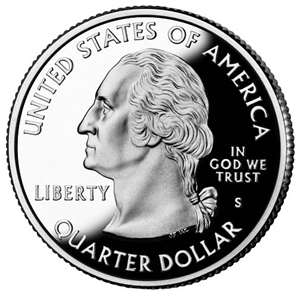 UNITED STATES OF AMERICA
LIBERTY
IN
GOD WE
TRUST
S
QUARTER DOLLAR